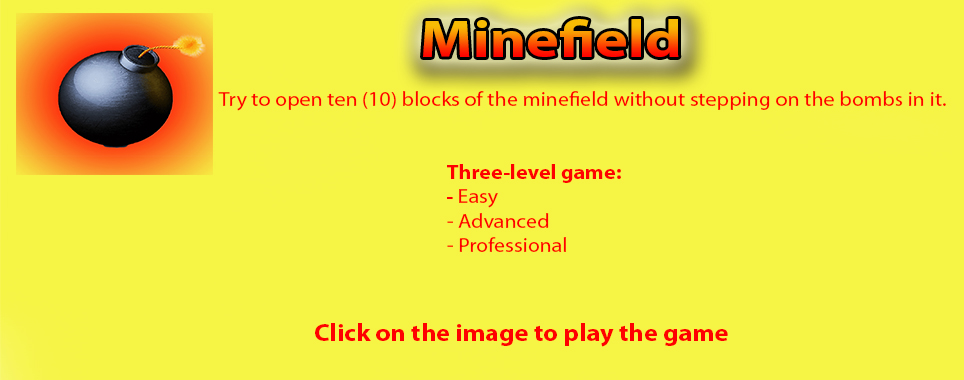 Minefield
Try to open ten (10) blocks of the minefield without stepping on the bombs in it.
Three-level game:
- Easy
- Advanced
- Professional
Click on the image to play the game